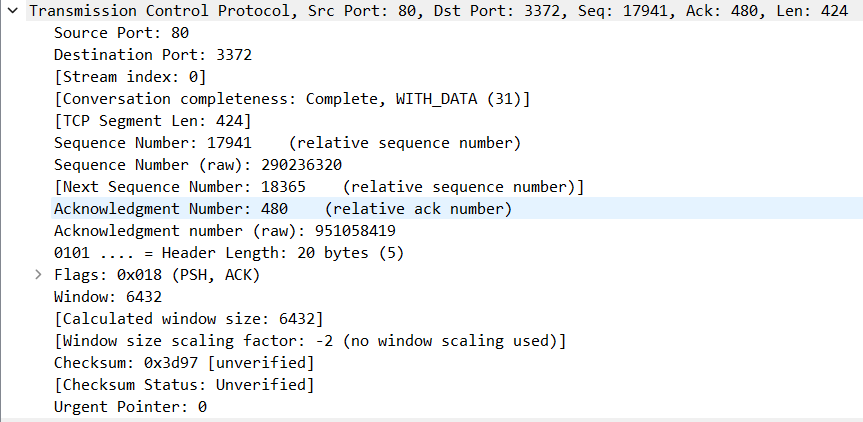 Transmission Control Protocol, Src Port: 80, Dst Port: 3372, Seq: 17941, Ack: 480, Len: 424
Source Port: 80
Destination Port: 3372
[Stream index: 0]
[Conversation completeness: Complete, WITH_DATA (31)]
[TCP Segment Len: 424]
Sequence Number: 17941    (relative sequence number)
Sequence Number (raw): 290236320
[Next Sequence Number: 18365    (relative sequence number)]
Acknowledgment Number: 480    (relative ack number)
Acknowledgment number (raw): 951058419
0101 .... = Header Length: 20 bytes (5)
Flags: 0x018 (PSH, ACK)
Window: 6432
[Calculated window size: 6432]
[Window size scaling factor: -2 (no window scaling used)]
Checksum: 0x3d97 [unverified]
[Checksum Status: Unverified]
Urgent Pointer: 0